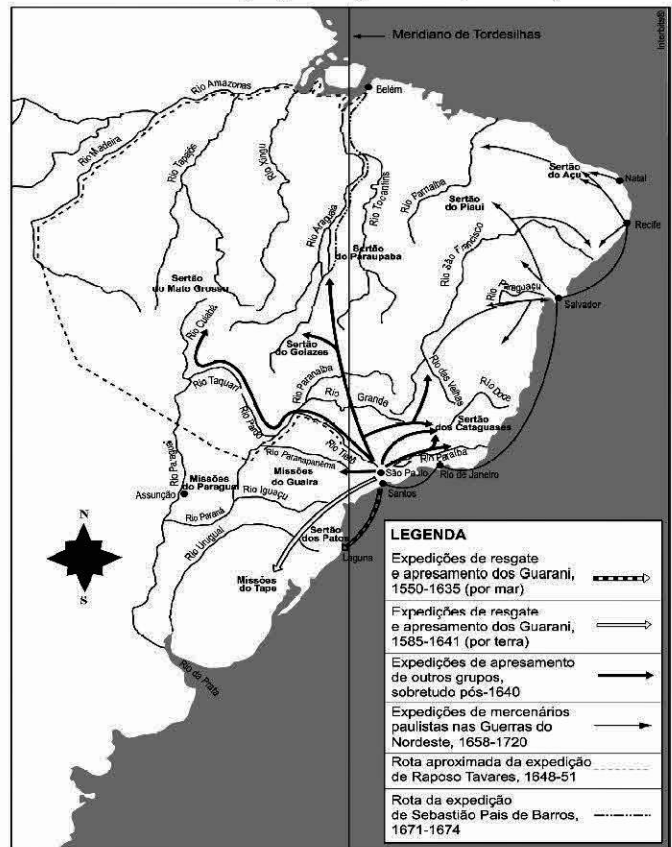 Meridiano de Tordesilhas
Interbits®
Rio Amazonas
Belém
Rio Madeira
Rio Tapajós
Rio Xingu
Rio Araguaia
Rio Tocantins
Rio Parnaíba
Sertão
do Açu
Natal
Sertão
do Piauí
Recife
Rio São Francisco
Sertão
do Paraupaba
Sertão
do Mato Grosso
Rio Paraguaçu
Salvador
Rio Cuiabá
Sertão
do Goiazes
Rio Paranaíba
Rio das Velhas
Rio Doce
Rio Taquari
Rio Grande
Sertão
dos Cataguases
Rio Pardo
Rio Tietê
Rio Paraíba
Rio Paraguai
Rio Paranapanema
São Paulo
Rio de Janeiro
Missões
do Paraguai
Missões
do Guaíra
Santos
Assunção
Rio Iguaçu
Rio Paraná
Sertão
dos Patos
Rio Uruguai
Laguna
N
S
Missões
do Tape
Rio da Prata
LEGENDA
Expedições de resgate
e apresamento dos Guarani,
1550-1635 (por mar)
Expedições de resgate
e apresamento dos Guarani,
1585-1641 (por terra)
Expedições de apresamento
de outros grupos,
sobretudo pós-1640
Expedições de mercenários
paulistas nas Guerras do
Nordeste, 1658-1720
Rota aproximada da expedição
de Raposo Tavares, 1648-51
Rota da expedição
de Sebastião Pais de Barros,
1671-1674